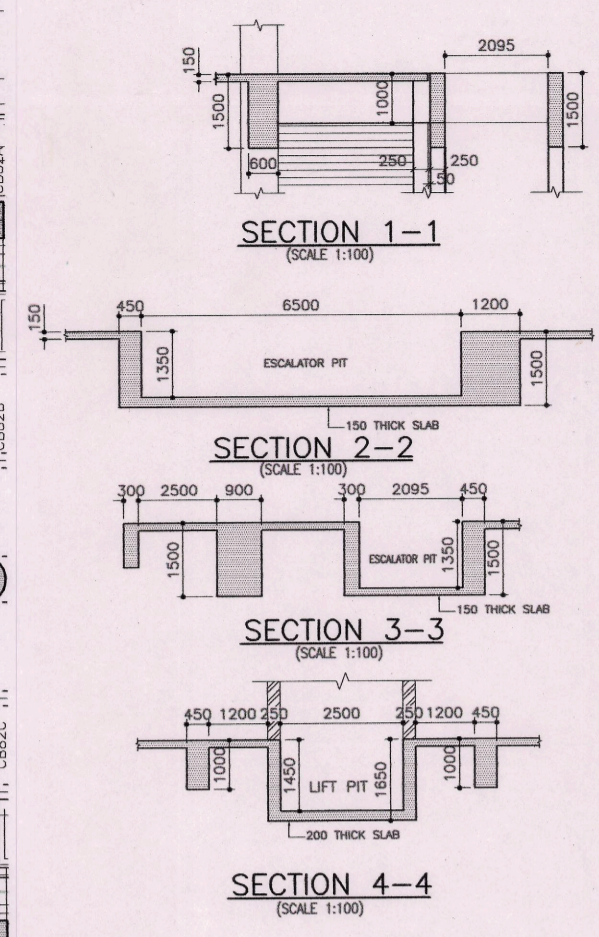 2095
150
1500
1000
1500
600
250
250
50
SECTION 1-1
(SCALE 1:100)
450
6500
1200
150
1350
ESCALATOR PIT
1500
150 THICK SLAB
SECTION 2-2
(SCALE 1:100)
300 2500 900 300 2095 450
1500
ESCALATOR PIT
1350
1500
150 THICK SLAB
SECTION 3-3
(SCALE 1:100)
450 1200 250 2500 250 1200 450
1000
1450
LIFT PIT
1650
1000
200 THICK SLAB
SECTION 4-4
(SCALE 1:100)